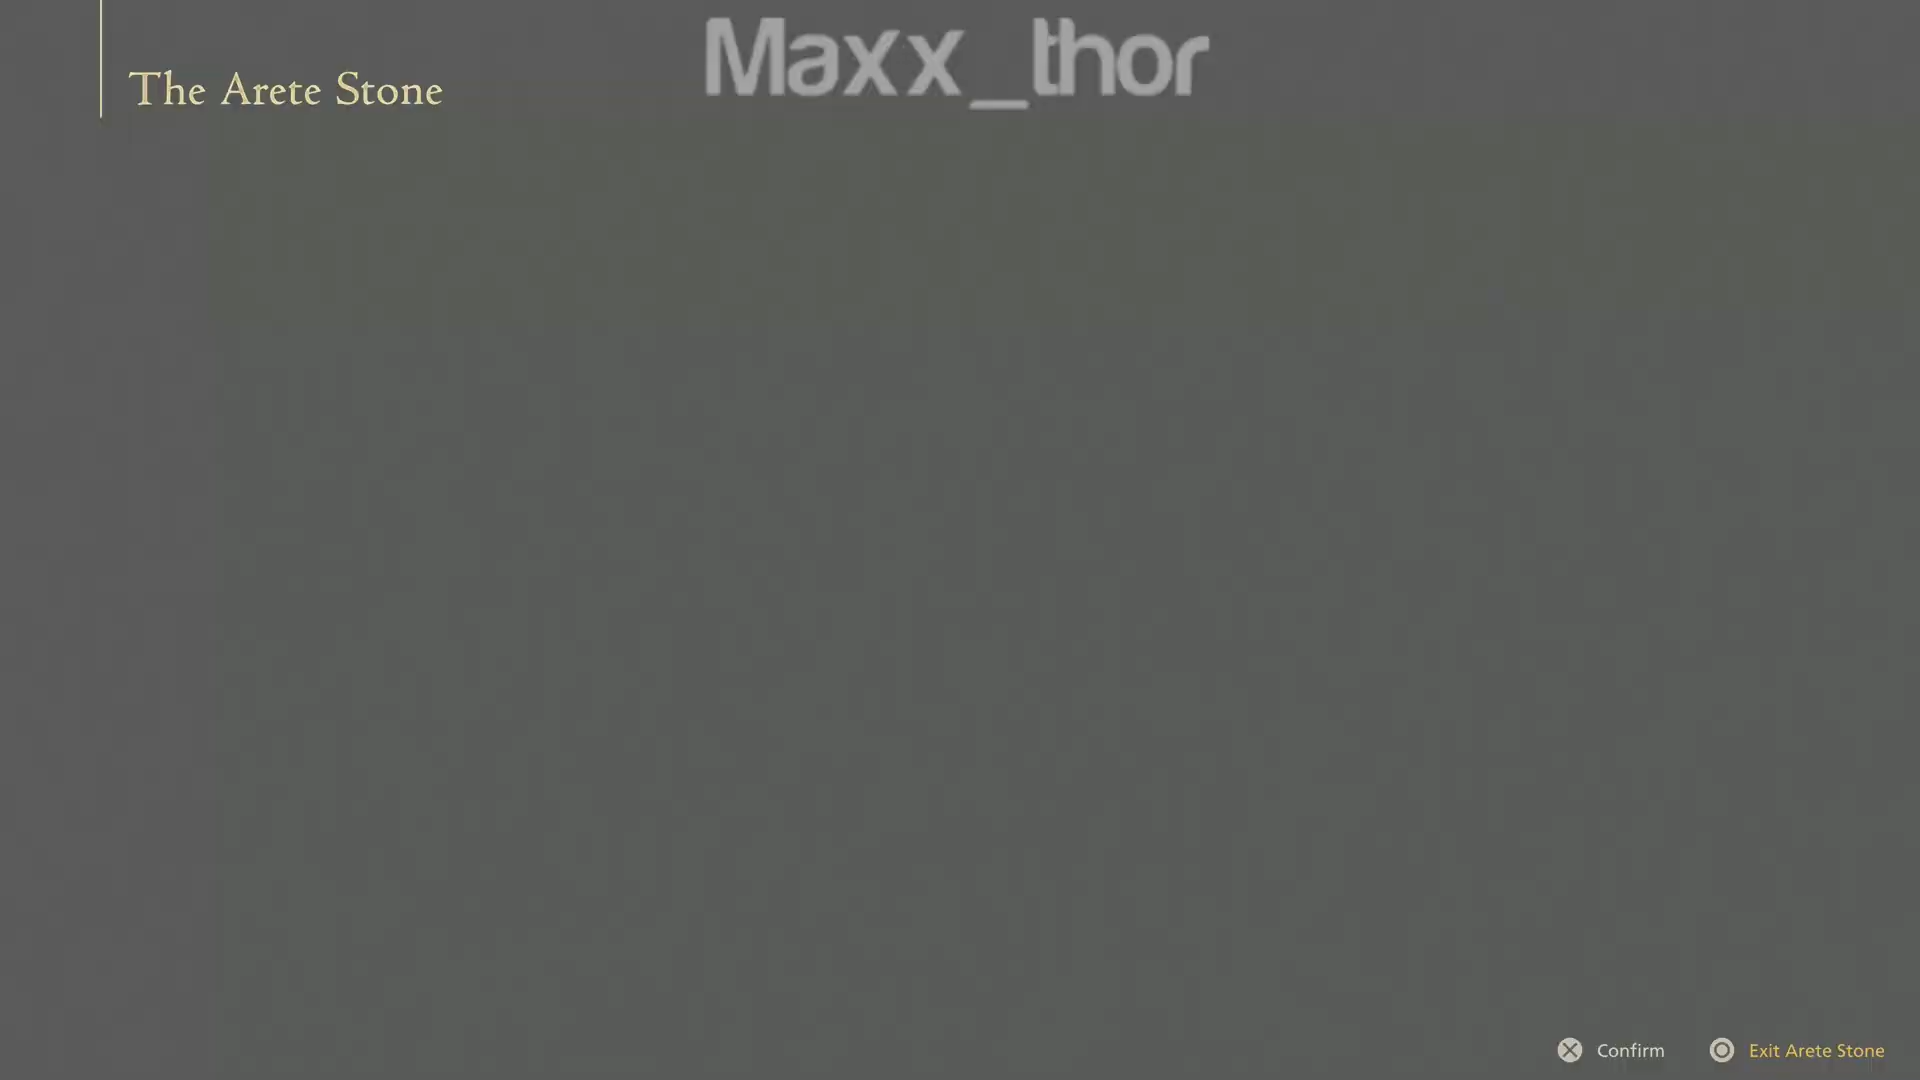 Maxx_thor
The Arete Stone
Confirm
Exit Arete Stone